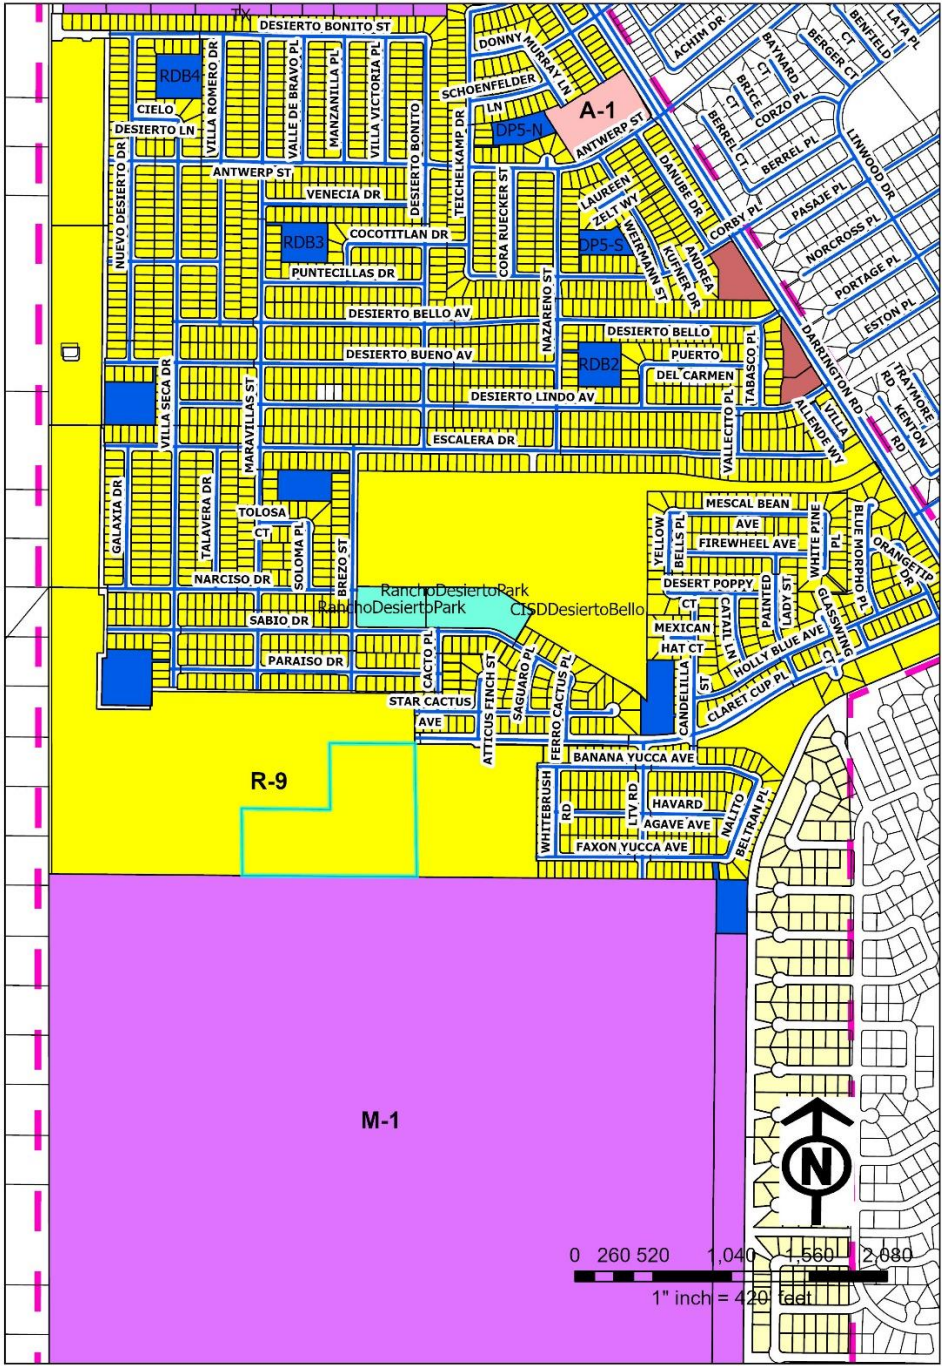 TX
DESIERTO BONITO ST
DONNY
MURRAY LN
ACHIM DR
BENFIELD
CT
LATA PL
BERGER CT
BAYNARD
CT
BRICE
CT
CORZO PL
RDB4
VILLA ROMERO DR
VALLE DE BRAVO PL
MANZANILLA PL
VILLA VICTORIA PL
DESIERTO BONITO
TEICHELKAMP DR
SCHOENFELDER
LN
A-1
DP5-N
ANTWERP ST
BERREL CT
BERREL PL
LINWOOD DR
CIELO
DESIERTO LN
NUEVO DESIERTO DR
ANTWERP ST
VENECIA DR
CORA RUECKER ST
LAUREEN
ZELT WY
WEIRMANN ST
KUFNER DR
ANDREA
DANUBE DR
CORBY PL
PASAJE PL
NORCROSS PL
PORTAGE PL
ESTON PL
RDB3
COCOTITLAN DR
PUNTECILLAS DR
DP5-S
NAZARENO ST
DESIERTO BELLO AV
DESIERTO BELLO
DESIERTO BUENO AV
RDB2
PUERTO
DEL CARMEN
TABASCO PL
DARRINGTON RD
TRAYMORE
RD
KENTON
RD
VILLA SECA DR
MARAVILLAS ST
DESIERTO LINDO AV
VALLECITO PL
VILLA
ALLENDE WY
ESCALERA DR
GALAXIA DR
TALAVERA DR
TOLOSA
CT
SOLOMA PL
BREZO ST
MESCAL BEAN
AVE
YELLOW
BELLS PL
FIREWHEEL AVE
WHITE PINE
PL
BLUE MORPHO PL
ORANGETIP
DR
NARCISO DR
RanchoDesiertoPark
RanchoDesiertoPark
CISDDesiertoBello
DESERT POPPY
CT
CATTAIL
LN
PAINTED
LADY ST
GLASSWING
CT
SABIO DR
MEXICAN
HAT CT
HOLLY BLUE AVE
PARAISO DR
CACTO PL
ATTICUS FINCH ST
SAGUARO PL
FERRO CACTUS PL
CANDELILLA
ST
CLARET CUP PL
STAR CACTUS
AVE
BANANA YUCCA AVE
R-9
WHITEBRUSH
RD
LTV RD
HAVARD
AGAVE AVE
NALITO
BELTRAN PL
FAXON YUCCA AVE
M-1
N
0 260 520 1,040 1,560 2,080
1" inch = 420' feet